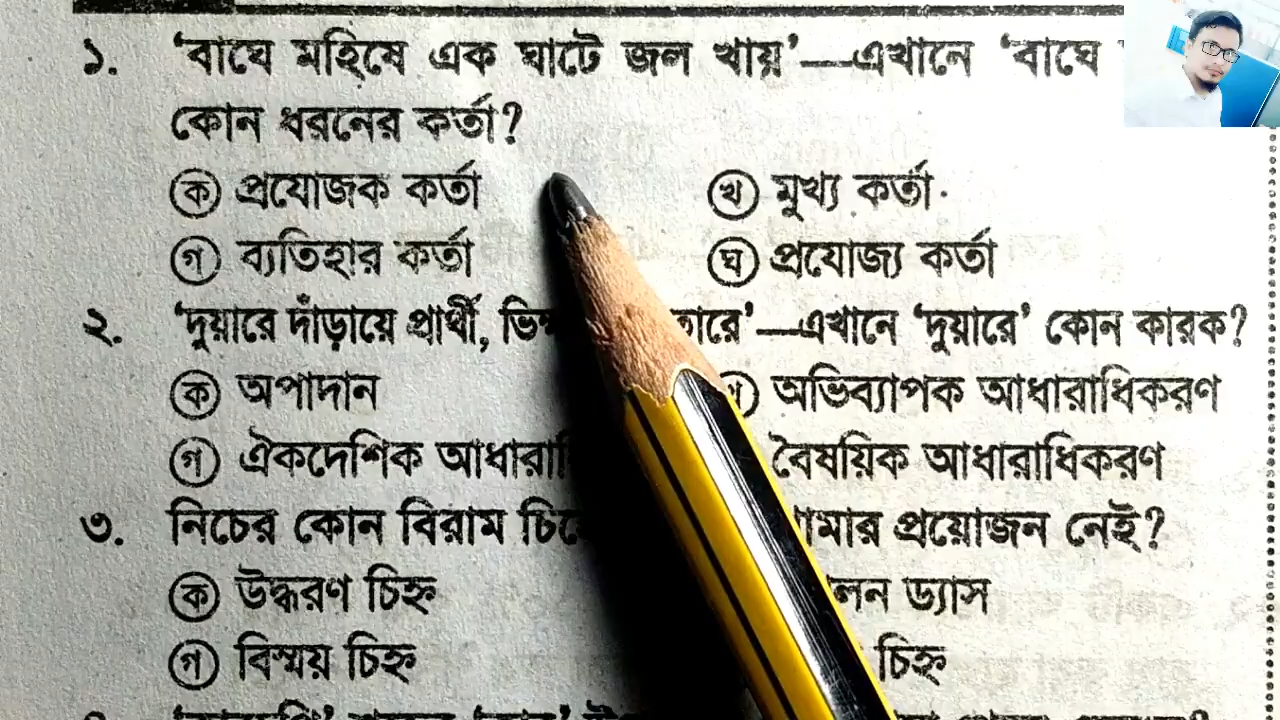 ১. ‘বাঘে মহিষে এক ঘাটে জল খায়’—এখানে ‘বাঘে
কোন ধরনের কর্তা?
ক প্রযোজক কর্তা খ মুখ্য কর্তা
গ ব্যতিহার কর্তা ঘ প্রযোজ্য কর্তা
২. ‘দুয়ারে দাঁড়ায়ে প্রার্থী, —এখানে ‘দুয়ারে’ কোন কারক?
ক অপাদান অভিব্যাপক আধারাধিকরণ
গ ঐকদেশিক বৈষয়িক আধারাধিকরণ
৩. নিচের কোন বিরাম প্রয়োজন নেই?
ক উদ্ধরণ চিহ্ন ড্যাস
গ বিস্ময় চিহ্ন চিহ্ন